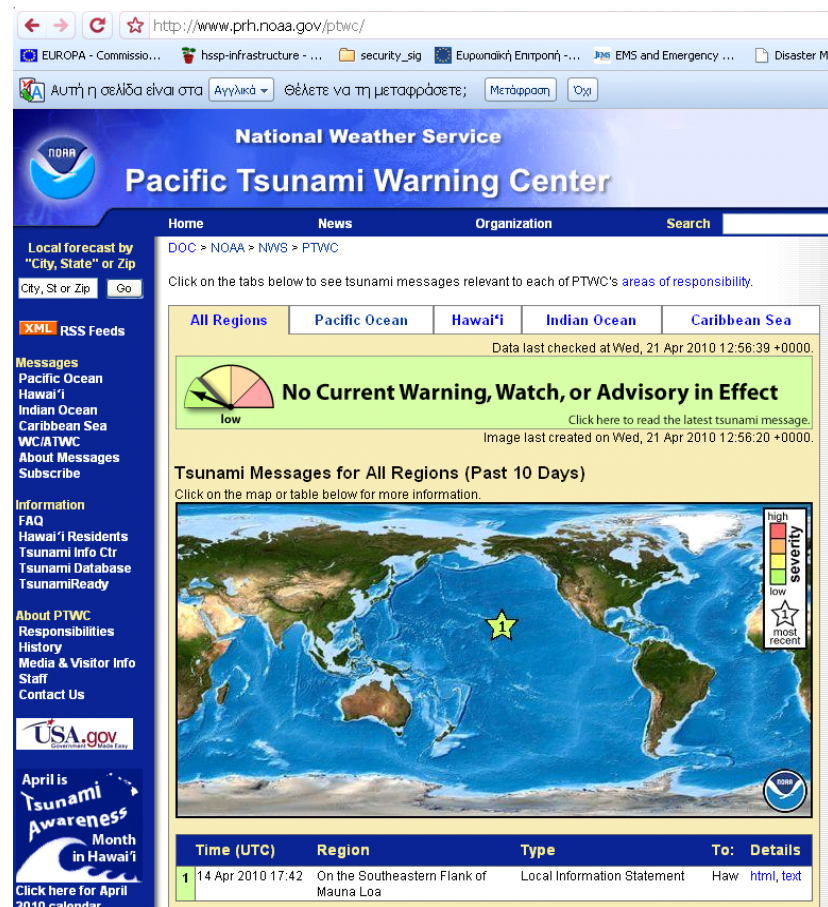 http://www.prh.noaa.gov/ptwc/
EUROPA - Commissio... hssp-infrastructure - ... security_sig Ευρωπαϊκή Επιτροπή -... JEMS EMS and Emergency ... Disaster M
Αυτή η σελίδα είναι στα Αγγλικά Θέλετε να τη μεταφράσετε; Μετάφραση Όχι
NOAA
National Weather Service
Pacific Tsunami Warning Center
Home News Organization Search
Local forecast by
"City, State" or Zip
City, St or Zip Go
XML RSS Feeds
Messages
Pacific Ocean
Hawaiʻi
Indian Ocean
Caribbean Sea
WC/ATWC
About Messages
Subscribe
Information
FAQ
Hawaiʻi Residents
Tsunami Info Ctr
Tsunami Database
TsunamiReady
About PTWC
Responsibilities
History
Media & Visitor Info
Staff
Contact Us
USA.gov
Government Made Easy
April is
Tsunami
Awareness
Month
in Hawaiʻi
Click here for April
2010 calendar
DOC > NOAA > NWS > PTWC
Click on the tabs below to see tsunami messages relevant to each of PTWC's areas of responsibility.
All Regions Pacific Ocean Hawaiʻi Indian Ocean Caribbean Sea
Data last checked at Wed, 21 Apr 2010 12:56:39 +0000.
No Current Warning, Watch, or Advisory in Effect
low
Click here to read the latest tsunami message.
Image last created on Wed, 21 Apr 2010 12:56:20 +0000.
Tsunami Messages for All Regions (Past 10 Days)
Click on the map or table below for more information.
high
severity
low
1
most
recent
1
NOAA
Time (UTC) Region Type To: Details
1 14 Apr 2010 17:42 On the Southeastern Flank of Local Information Statement Haw html, text
Mauna Loa